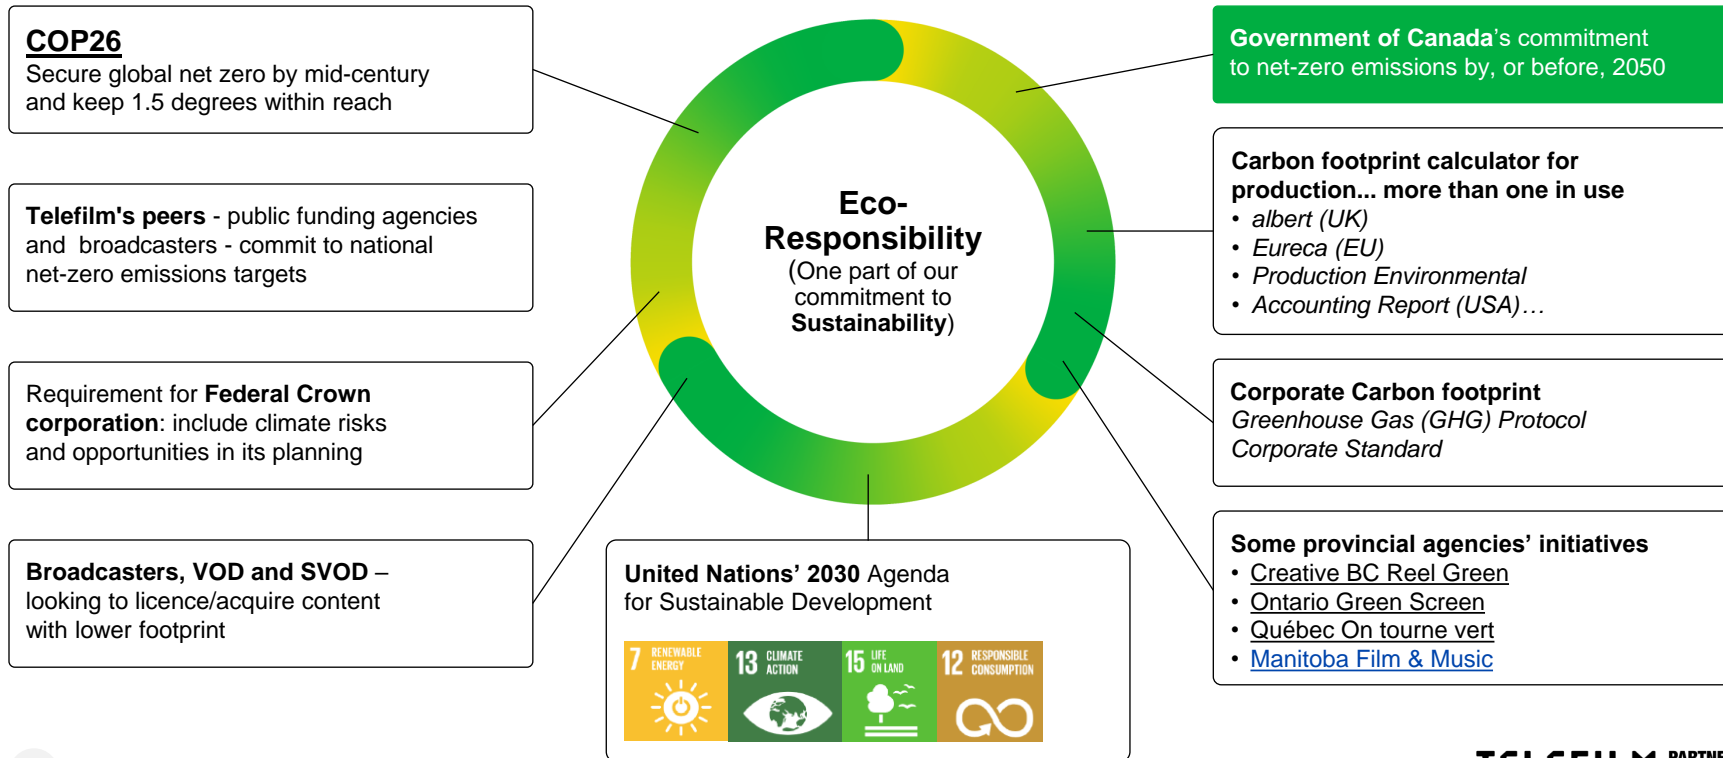 COP26
Secure global net zero by mid-century
and keep 1.5 degrees within reach
Telefilm's peers - public funding agencies
and broadcasters - commit to national
net-zero emissions targets
Requirement for Federal Crown
corporation: include climate risks
and opportunities in its planning
Broadcasters, VOD and SVOD –
looking to licence/acquire content
with lower footprint
Eco-
Responsibility
(One part of our
commitment to
Sustainability)
United Nations' 2030 Agenda
for Sustainable Development
7 RENEWABLE
ENERGY
13 CLIMATE
ACTION
15 LIFE
ON LAND
12 RESPONSIBLE
CONSUMPTION
Government of Canada's commitment
to net-zero emissions by, or before, 2050
Carbon footprint calculator for
production... more than one in use
• albert (UK)
• Eureca (EU)
• Production Environmental
• Accounting Report (USA)…
Corporate Carbon footprint
Greenhouse Gas (GHG) Protocol
Corporate Standard
Some provincial agencies' initiatives
• Creative BC Reel Green
• Ontario Green Screen
• Québec On tourne vert
• Manitoba Film & Music